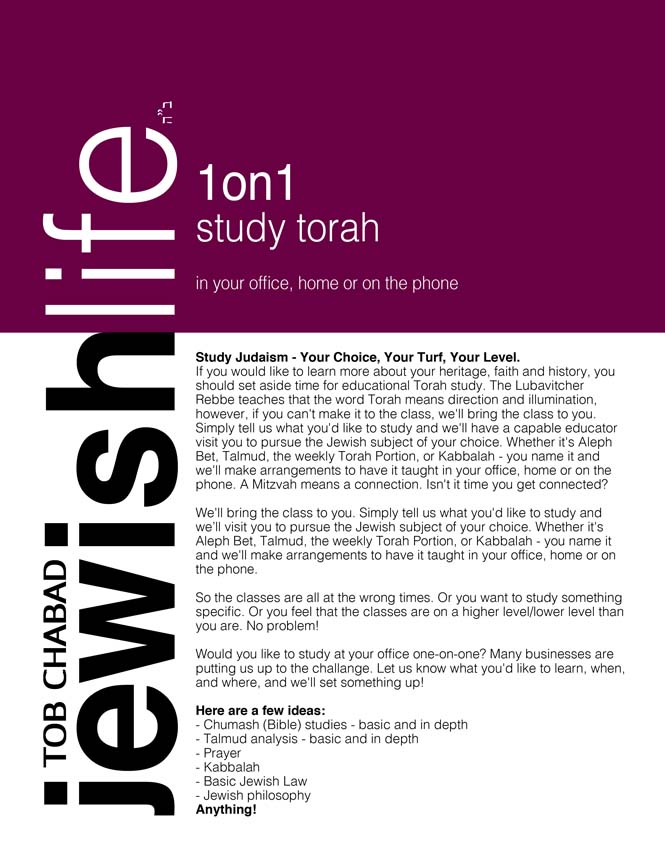 TOB CHABAD
jewishlife
1on1
study torah
in your office, home or on the phone
Study Judaism - Your Choice, Your Turf, Your Level.
If you would like to learn more about your heritage, faith and history, you
should set aside time for educational Torah study. The Lubavitcher
Rebbe teaches that the word Torah means direction and illumination,
however, if you can't make it to the class, we'll bring the class to you.
Simply tell us what you'd like to study and we'll have a capable educator
visit you to pursue the Jewish subject of your choice. Whether it's Aleph
Bet, Talmud, the weekly Torah Portion, or Kabbalah - you name it and
we'll make arrangements to have it taught in your office, home or on the
phone. A Mitzvah means a connection. Isn't it time you get connected?
We'll bring the class to you. Simply tell us what you'd like to study and
we'll visit you to pursue the Jewish subject of your choice. Whether it's
Aleph Bet, Talmud, the weekly Torah Portion, or Kabbalah - you name it
and we'll make arrangements to have it taught in your office, home or on
the phone.
So the classes are all at the wrong times. Or you want to study something
specific. Or you feel that the classes are on a higher level/lower level than
you are. No problem!
Would you like to study at your office one-on-one? Many businesses are
putting us up to the challange. Let us know what you'd like to learn, when,
and where, and we'll set something up!
Here are a few ideas:
- Chumash (Bible) studies - basic and in depth
- Talmud analysis - basic and in depth
- Prayer
- Kabbalah
- Basic Jewish Law
- Jewish philosophy
Anything!